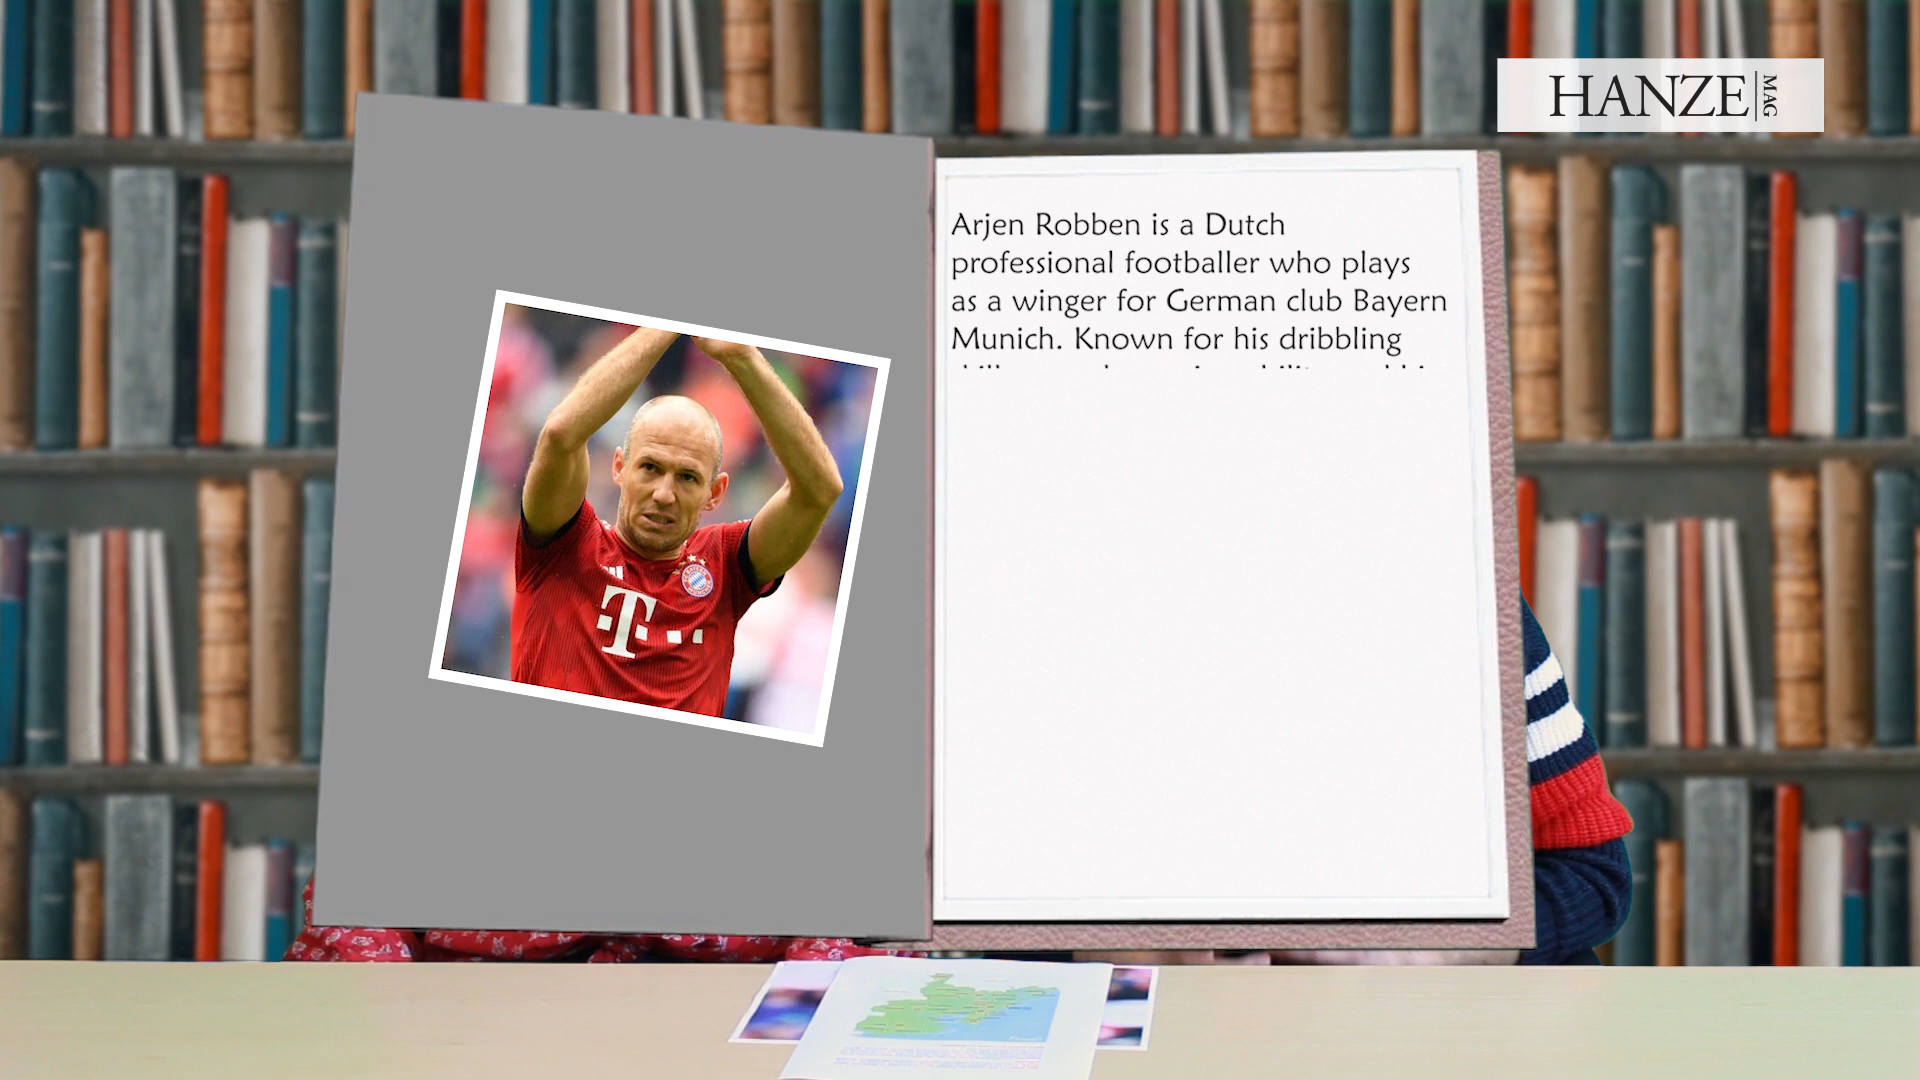 HANZE MAG
Arjen Robben is a Dutch
professional footballer who plays
as a winger for German club Bayern
Munich. Known for his dribbling
T